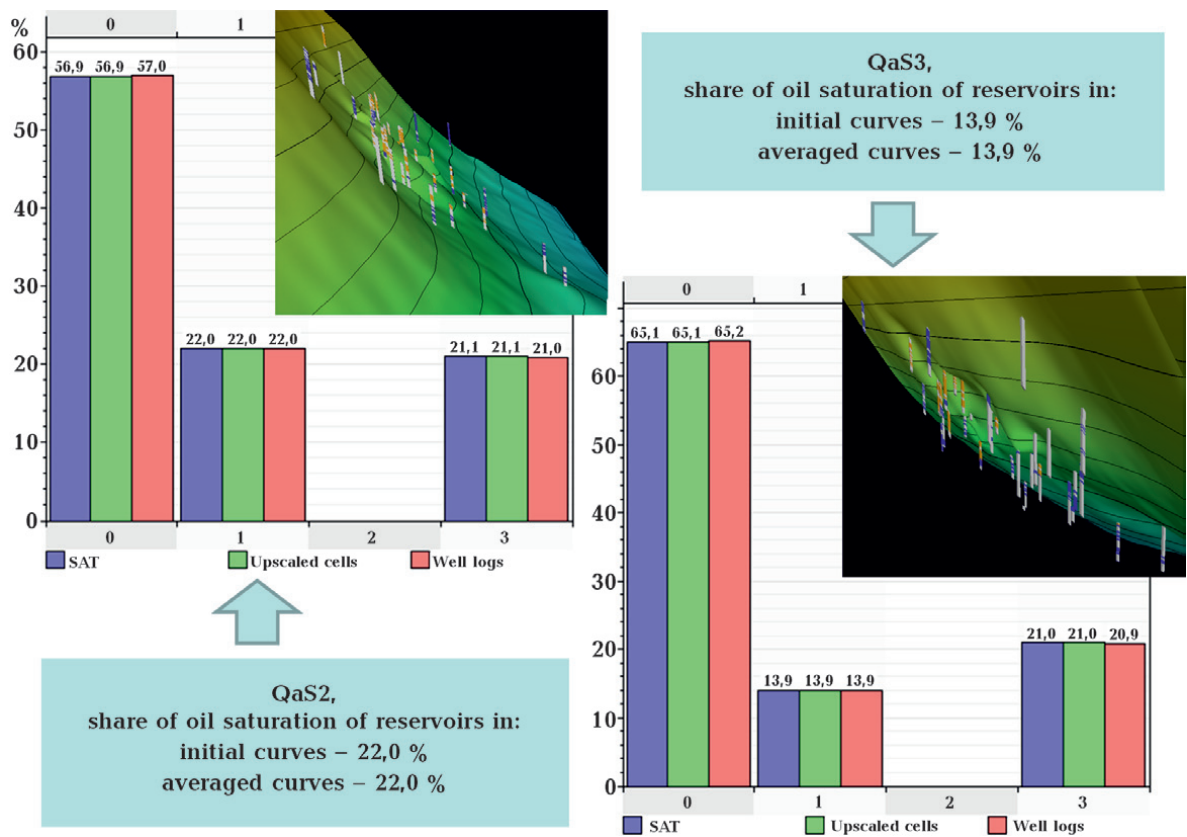 %
0 1
60
50
40
30
20
10
0
56,9 56,9 57,0
22,0 22,0 22,0
21,1 21,1 21,0
0 1 2 3
SAT Upscaled cells Well logs
QaS2,
share of oil saturation of reservoirs in:
initial curves – 22,0 %
averaged curves – 22,0 %
QaS3,
share of oil saturation of reservoirs in:
initial curves – 13,9 %
averaged curves – 13,9 %
0 1
60
50
40
30
20
10
0
65,1 65,1 65,2
13,9 13,9 13,9
21,0 21,0 20,9
0 1 2 3
SAT Upscaled cells Well logs